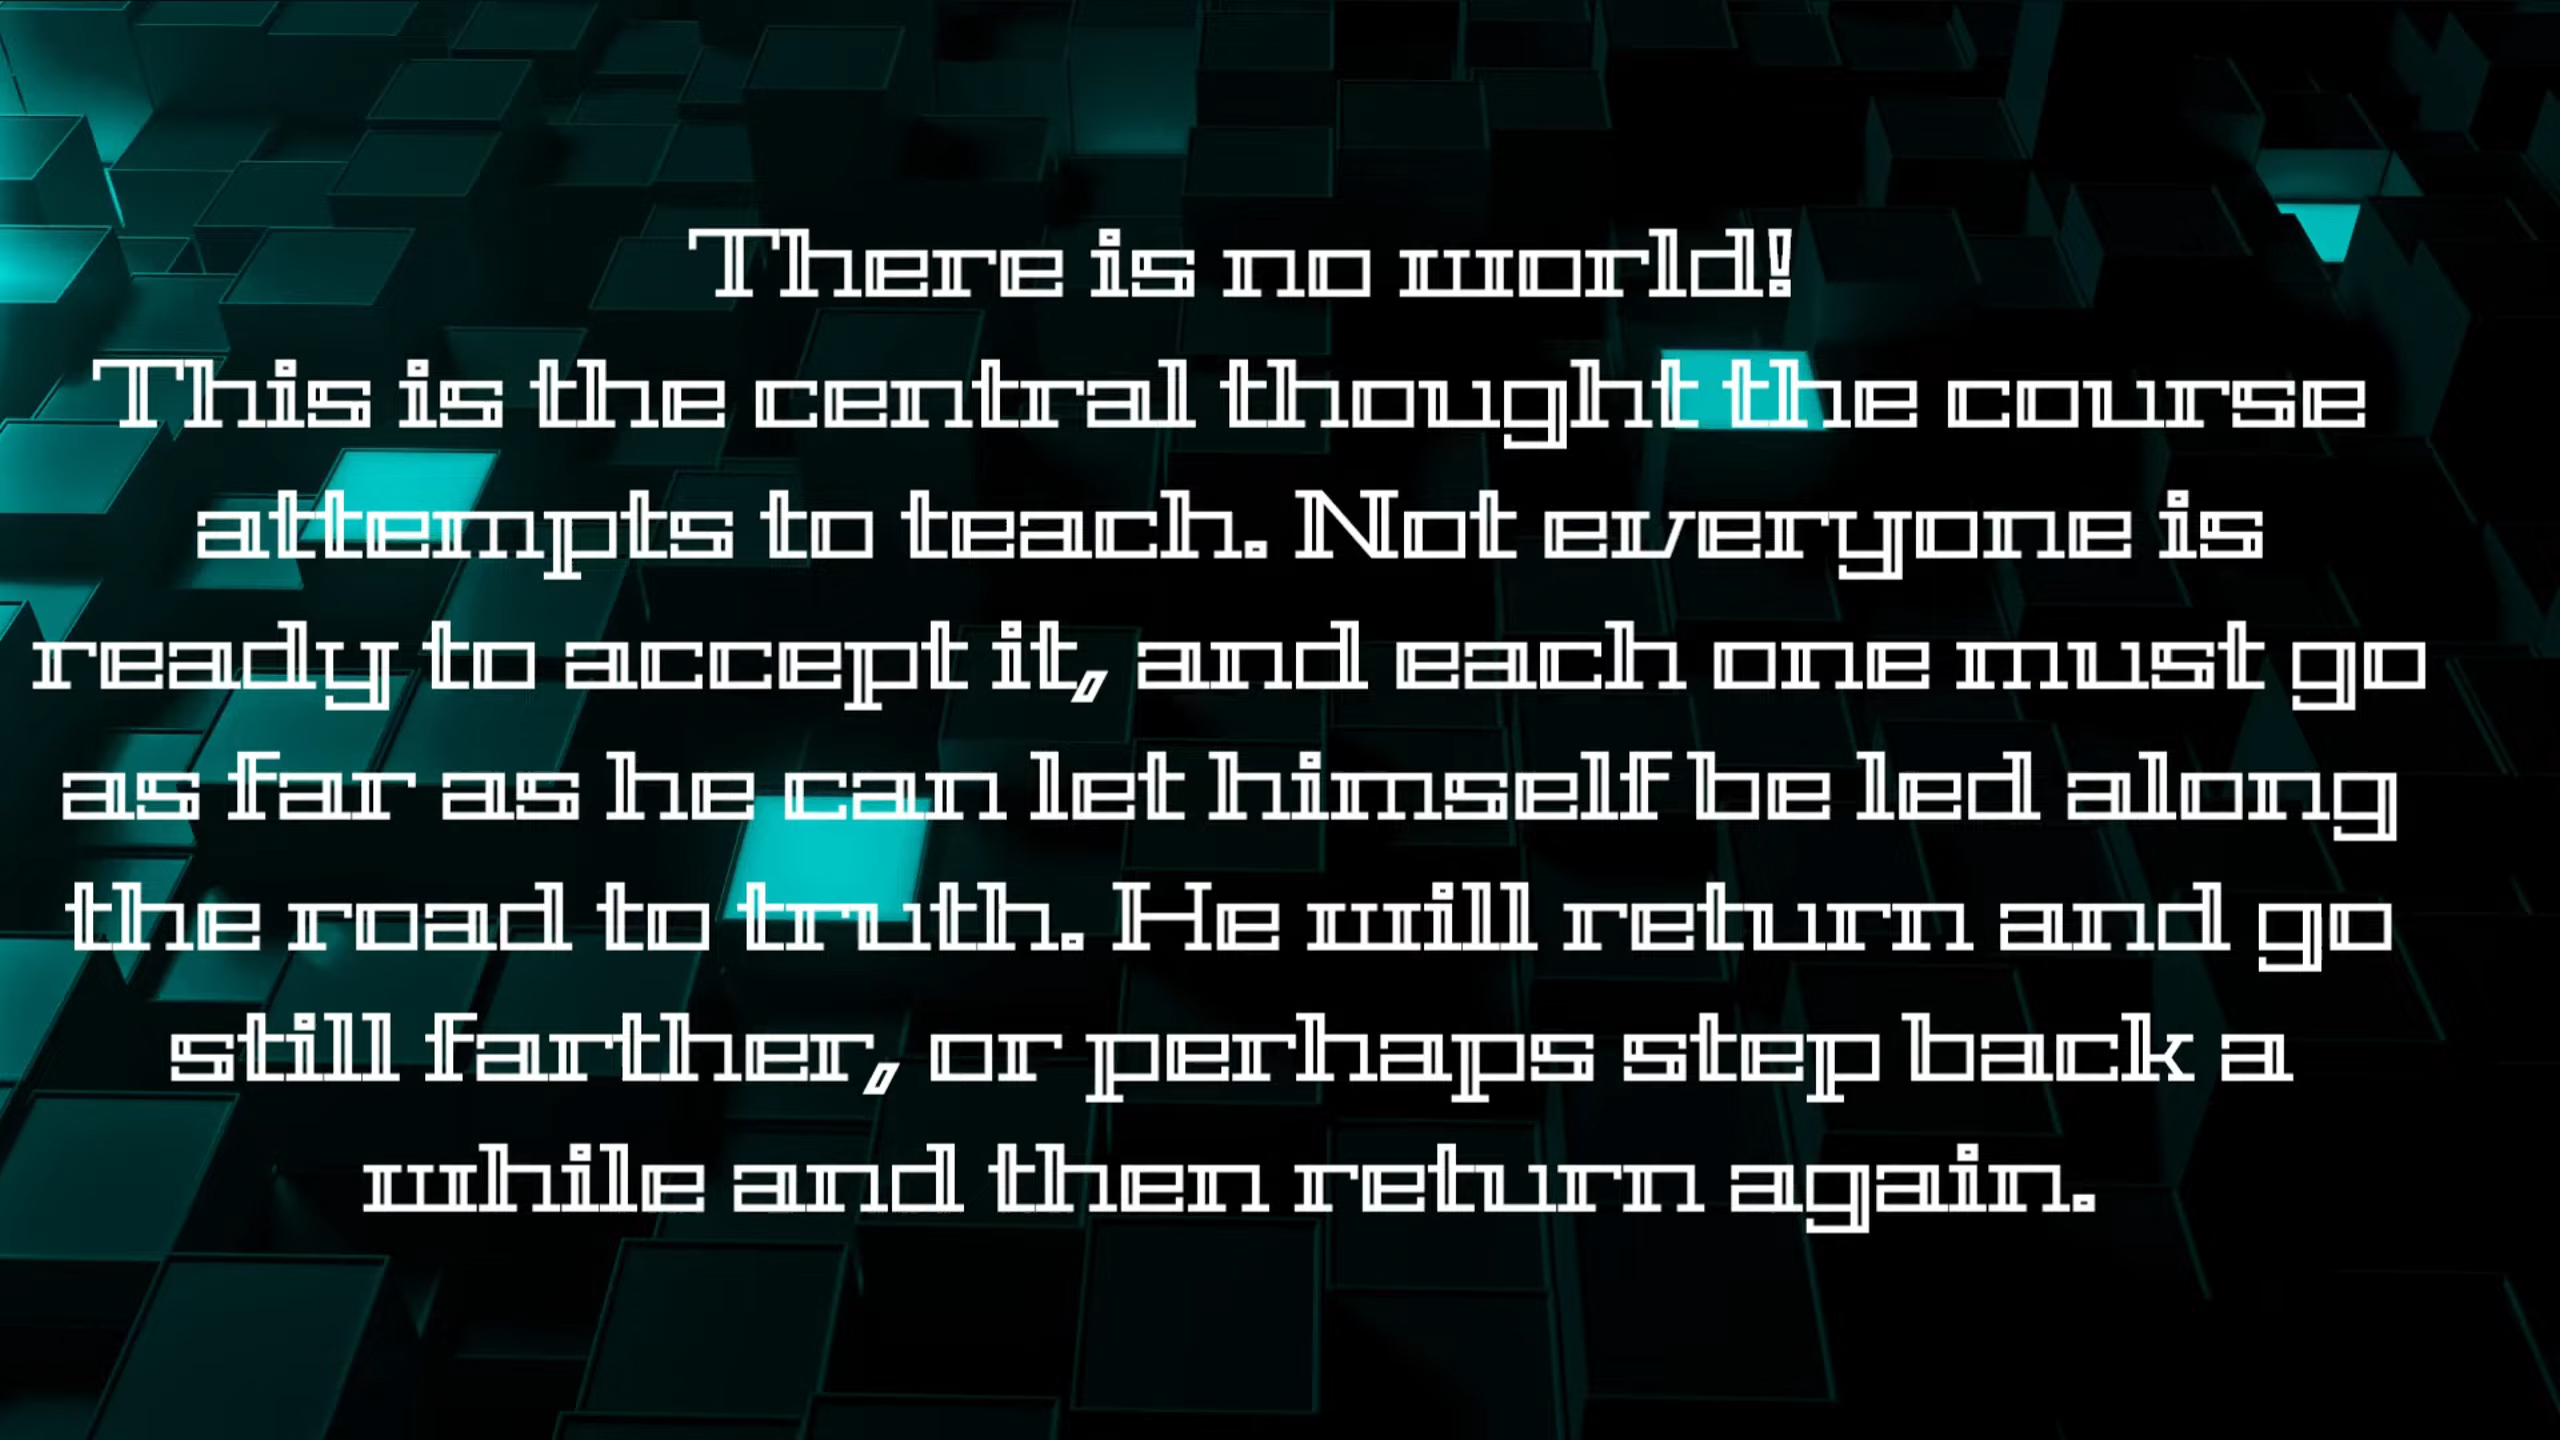 There is no world!
This is the central thought the course
attempts to teach. Not everyone is
ready to accept it, and each one must go
as far as he can let himself be led along
the road to truth. He will return and go
still farther, or perhaps step back a
while and then return again.